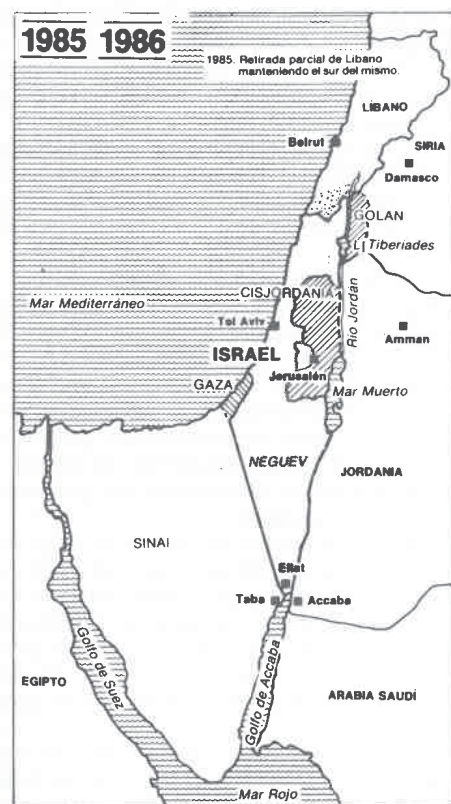 1985 1986
1985. Retirada parcial de Líbano
manteniendo el sur del mismo.
LÍBANO
Beirut
SIRIA
Damasco
GOLAN
L. Tiberiades
CISJORDANIA
Mar Mediterráneo
Tel Aviv
Río Jordán
Amman
ISRAEL
Jerusalén
GAZA
Mar Muerto
NEGUEV
JORDANIA
SINAI
Ellat
Taba
Accaba
Golfo de Suez
Golfo de Accaba
EGIPTO
ARABIA SAUDÍ
Mar Rojo